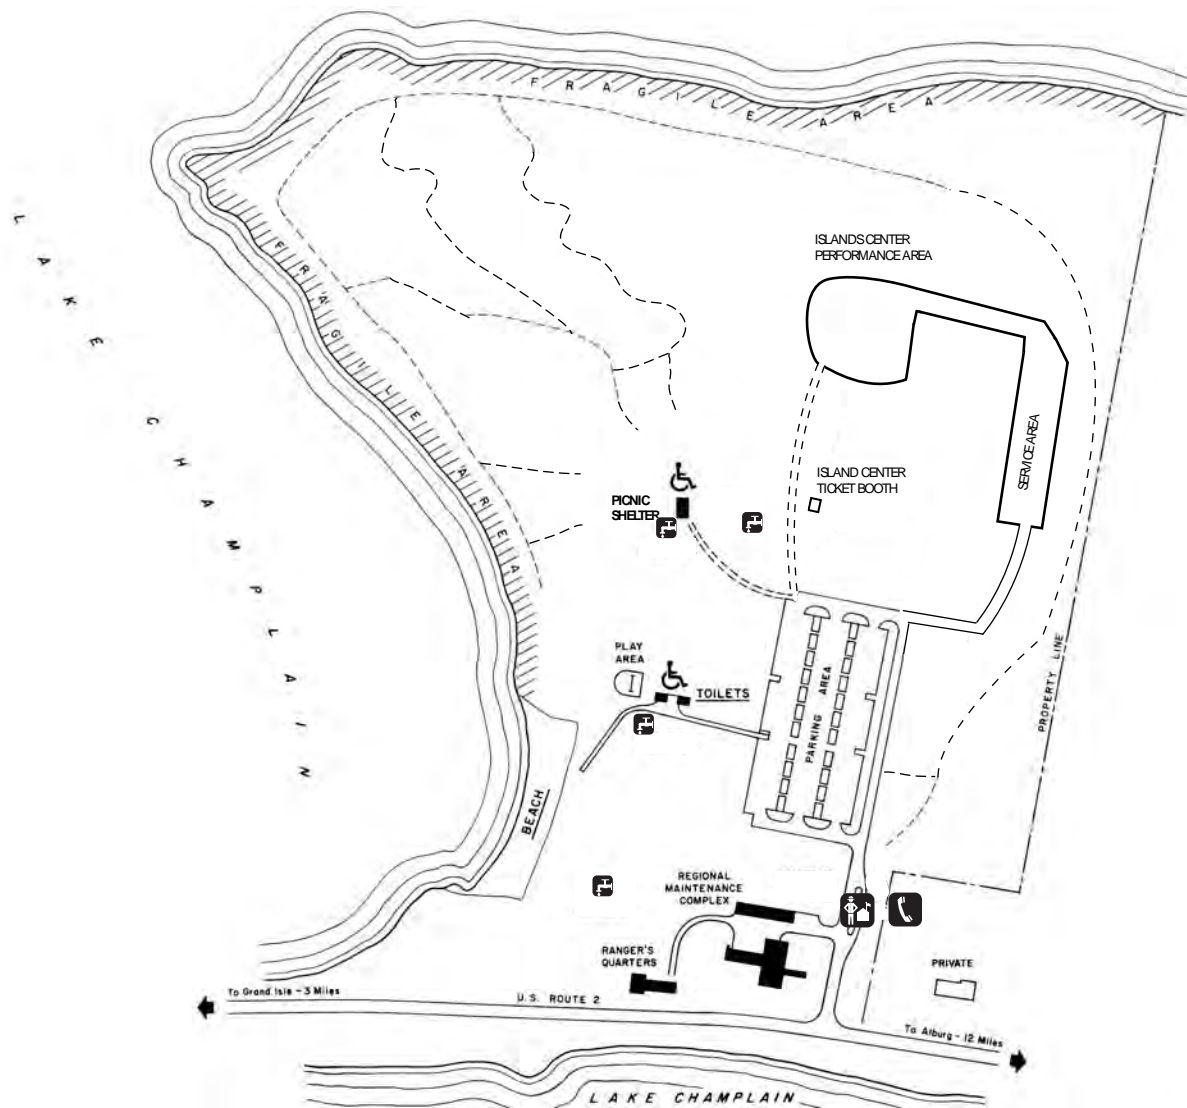 FRAGILE AREA
LAKE CHAMPLAIN
FRAGILE AREA
ISLANDS CENTER
PERFORMANCE AREA
SERVICE AREA
ISLAND CENTER
TICKET BOOTH
PICNIC
SHELTER
PLAY
AREA
TOILETS
PARKING AREA
PROPERTY LINE
BEACH
REGIONAL
MAINTENANCE
COMPLEX
RANGER'S
QUARTERS
PRIVATE
To Grand Isle - 3 Miles
U.S. ROUTE 2
To Alburg - 12 Miles
LAKE CHAMPLAIN